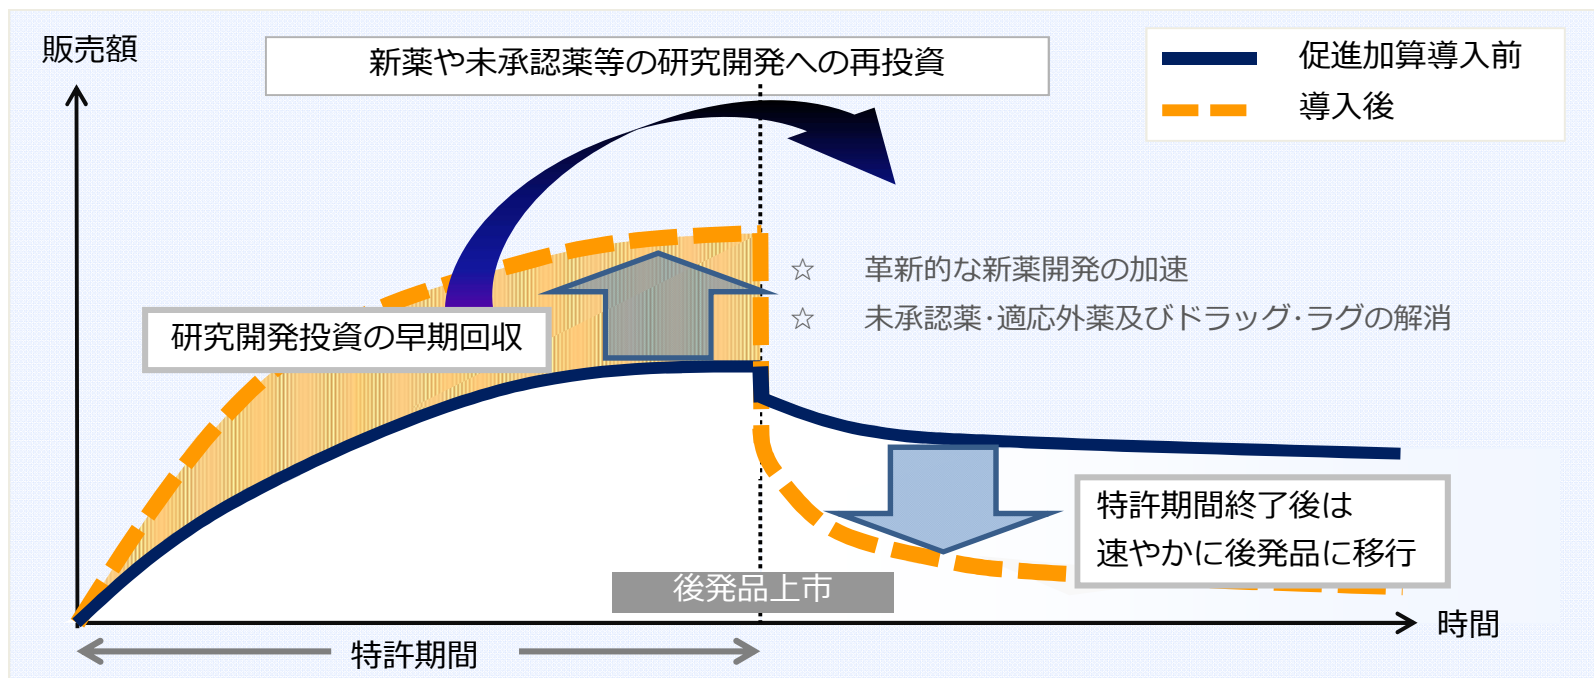 販売額
新薬や未承認薬等の研究開発への再投資
促進加算導入前
導入後
☆ 革新的な新薬開発の加速
☆ 未承認薬・適応外薬及びドラッグ・ラグの解消
研究開発投資の早期回収
特許期間終了後は
速やかに後発品に移行
後発品上市
時間
特許期間